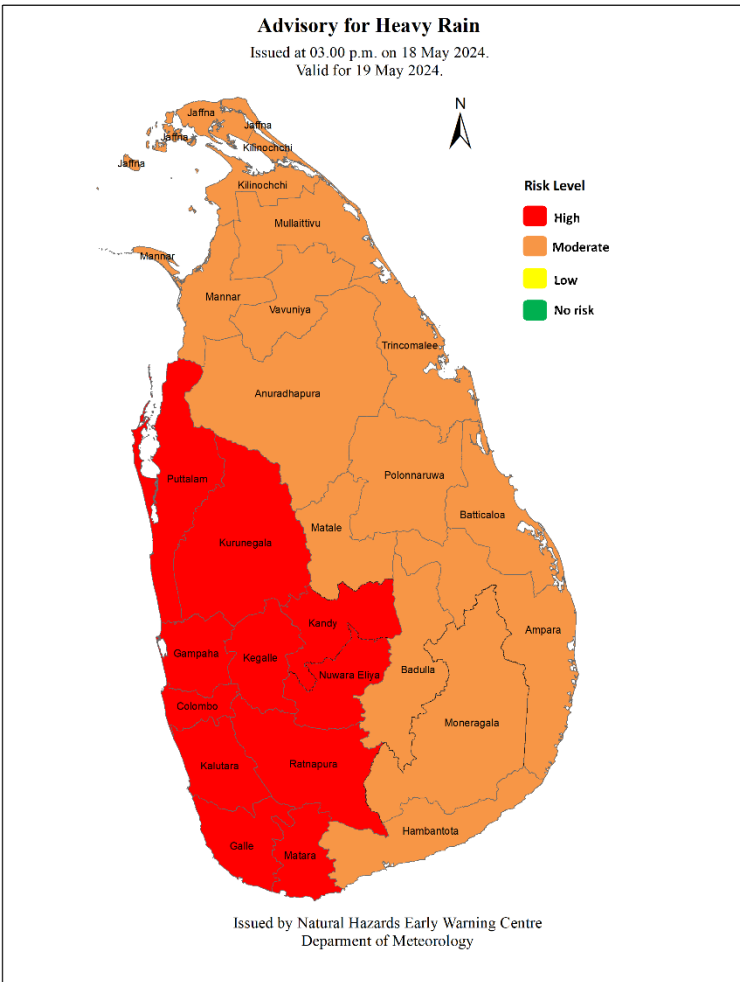 Advisory for Heavy Rain
Issued at 03.00 p.m. on 18 May 2024.
Valid for 19 May 2024.
N
Jaffna
Jaffna
Jaffna
Kilinochchi
Jaffna
Kilinochchi
Risk Level
High
Moderate
Low
No risk
Mullaittivu
Mannar
Mannar
Vavuniya
Trincomalee
Anuradhapura
Puttalam
Polonnaruwa
Batticaloa
Matale
Kurunegala
Kandy
Ampara
Gampaha
Kegalle
Nuwara Eliya
Badulla
Colombo
Moneragala
Kalutara
Ratnapura
Hambantota
Galle
Matara
Issued by Natural Hazards Early Warning Centre
Deparment of Meteorology